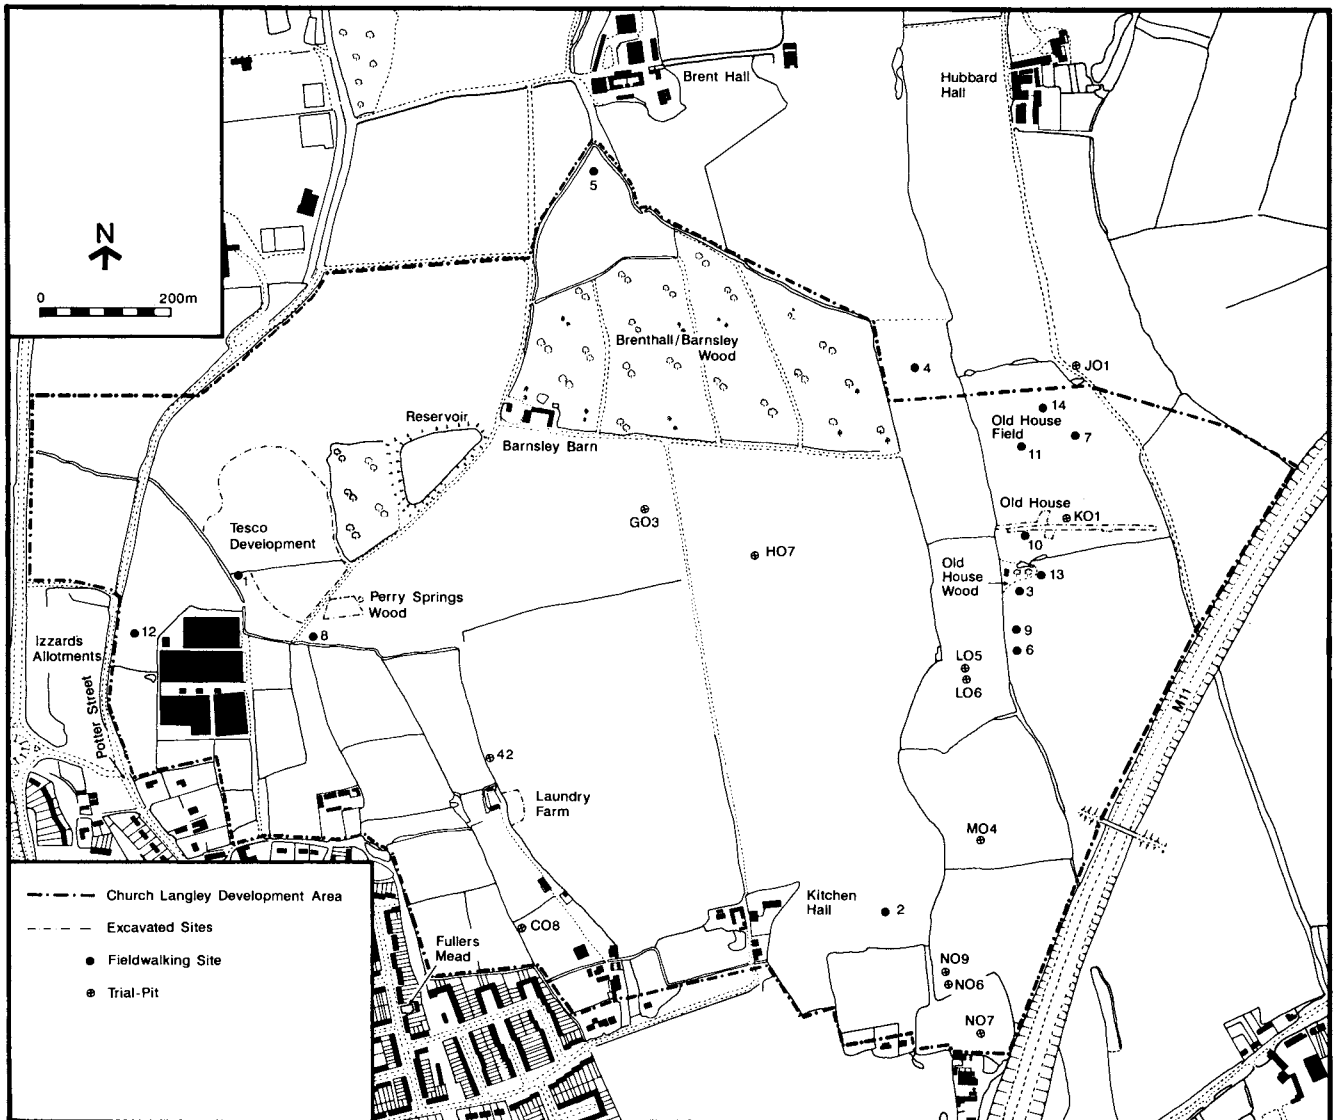 Brent Hall
Hubbard
Hall
5
N
0
200m
Brenthall/Barnsley
Wood
4
JO1
14
Old House
Field
7
11
Reservoir
Barnsley Barn
Old House
KO1
GO3
Tesco
Development
HO7
10
Old
House
Wood
13
3
1
Perry Springs
Wood
12
8
9
6
Izzards
Allotments
LO5
LO6
Potter Street
M11
42
Laundry
Farm
MO4
Kitchen
Hall
2
CO8
Fullers
Mead
NO9
NO6
NO7
Church Langley Development Area
Excavated Sites
Fieldwalking Site
Trial-Pit